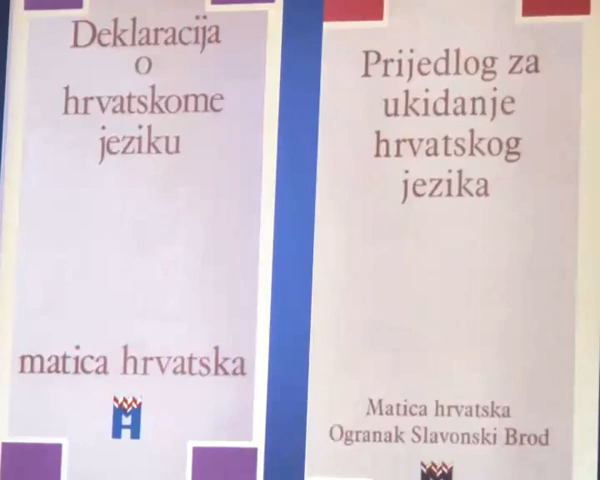 Deklaracija
o
hrvatskome
jeziku
matica hrvatska
Prijedlog za
ukidanje
hrvatskog
jezika
Matica hrvatska
Ogranak Slavonski Brod